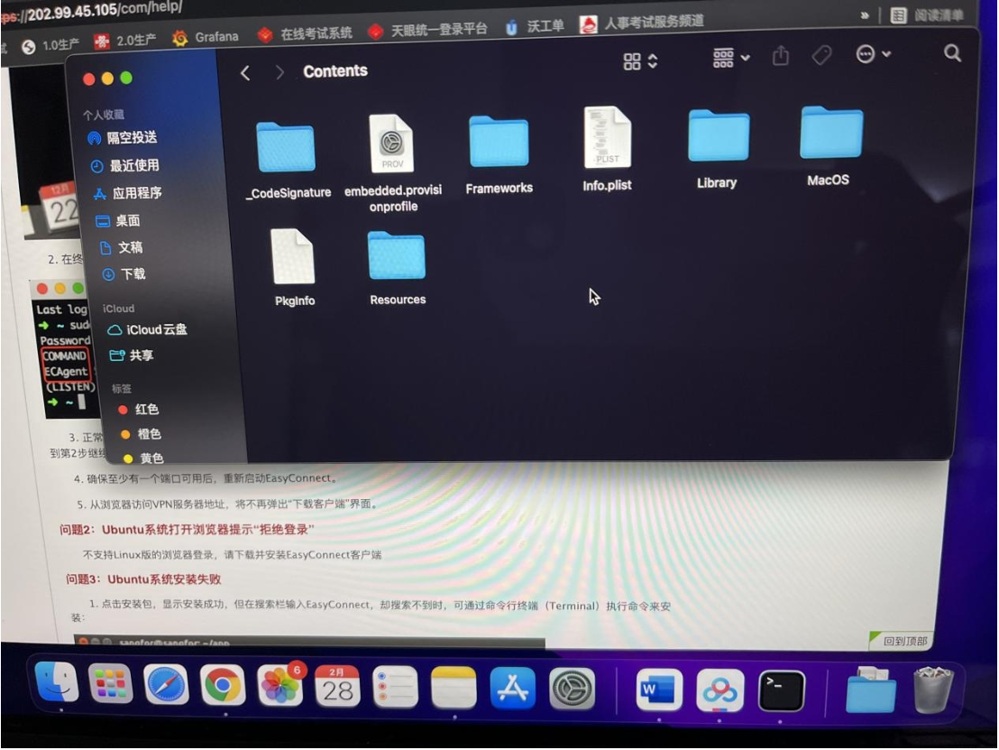 ps://202.99.45.105/com/help/
试 1.0生产 2.0生产 Grafana 在线考试系统 天眼统一登录平台 沃工单 人事考试服务频道 » 阅读清单
Contents
个人收藏
隔空投送
最近使用
应用程序
桌面
文稿
下载
iCloud
iCloud云盘
共享
标签
红色
橙色
黄色
_CodeSignature
embedded.provisi
onprofile
PROV
Frameworks
Info.plist
PLIST
Library
MacOS
PkgInfo
Resources
12月
22
2. 在终
Last log
→ ~ sud
Password
COMMAND
ECAgent
(LISTEN)
→ ~
3. 正常
到第2步继续
4. 确保至少有一个端口可用后，重新启动EasyConnect。
5. 从浏览器访问VPN服务器地址，将不再弹出“下载客户端”界面。
问题2：Ubuntu系统打开浏览器提示“拒绝登录”
不支持Linux版的浏览器登录，请下载并安装EasyConnect客户端
问题3：Ubuntu系统安装失败
1. 点击安装包，显示安装成功，但在搜索栏输入EasyConnect，却搜索不到时，可通过命令行终端（Terminal）执行命令来安
装：
sangfor@sangfor: ~/app
回到顶部
6
2月
28
W
>_